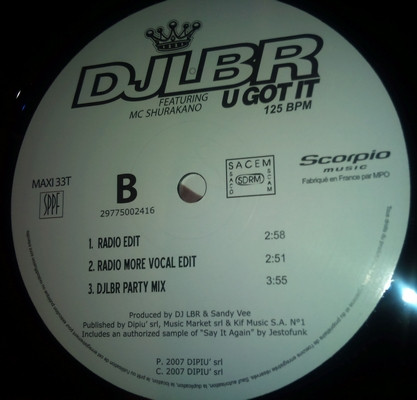 DJLBR
FEATURING
MC SHURAKANO
U GOT IT
125 BPM
MAXI 33T
SPPF
B
29775002416
SACEM
SACD
SDRM
SCAM
Scorpio
MUSIC
Fabriqué en France par MPO
1. RADIO EDIT 2:58
2. RADIO MORE VOCAL EDIT 2:51
3. DJLBR PARTY MIX 3:55
Produced by DJ LBR & Sandy Vee
Published by Dipiu' srl, Music Market srl & Kif Music S.A. N°1
Includes an authorized sample of "Say It Again" by Jestofunk
P. 2007 DIPIU' srl
C. 2007 DIPIU' srl